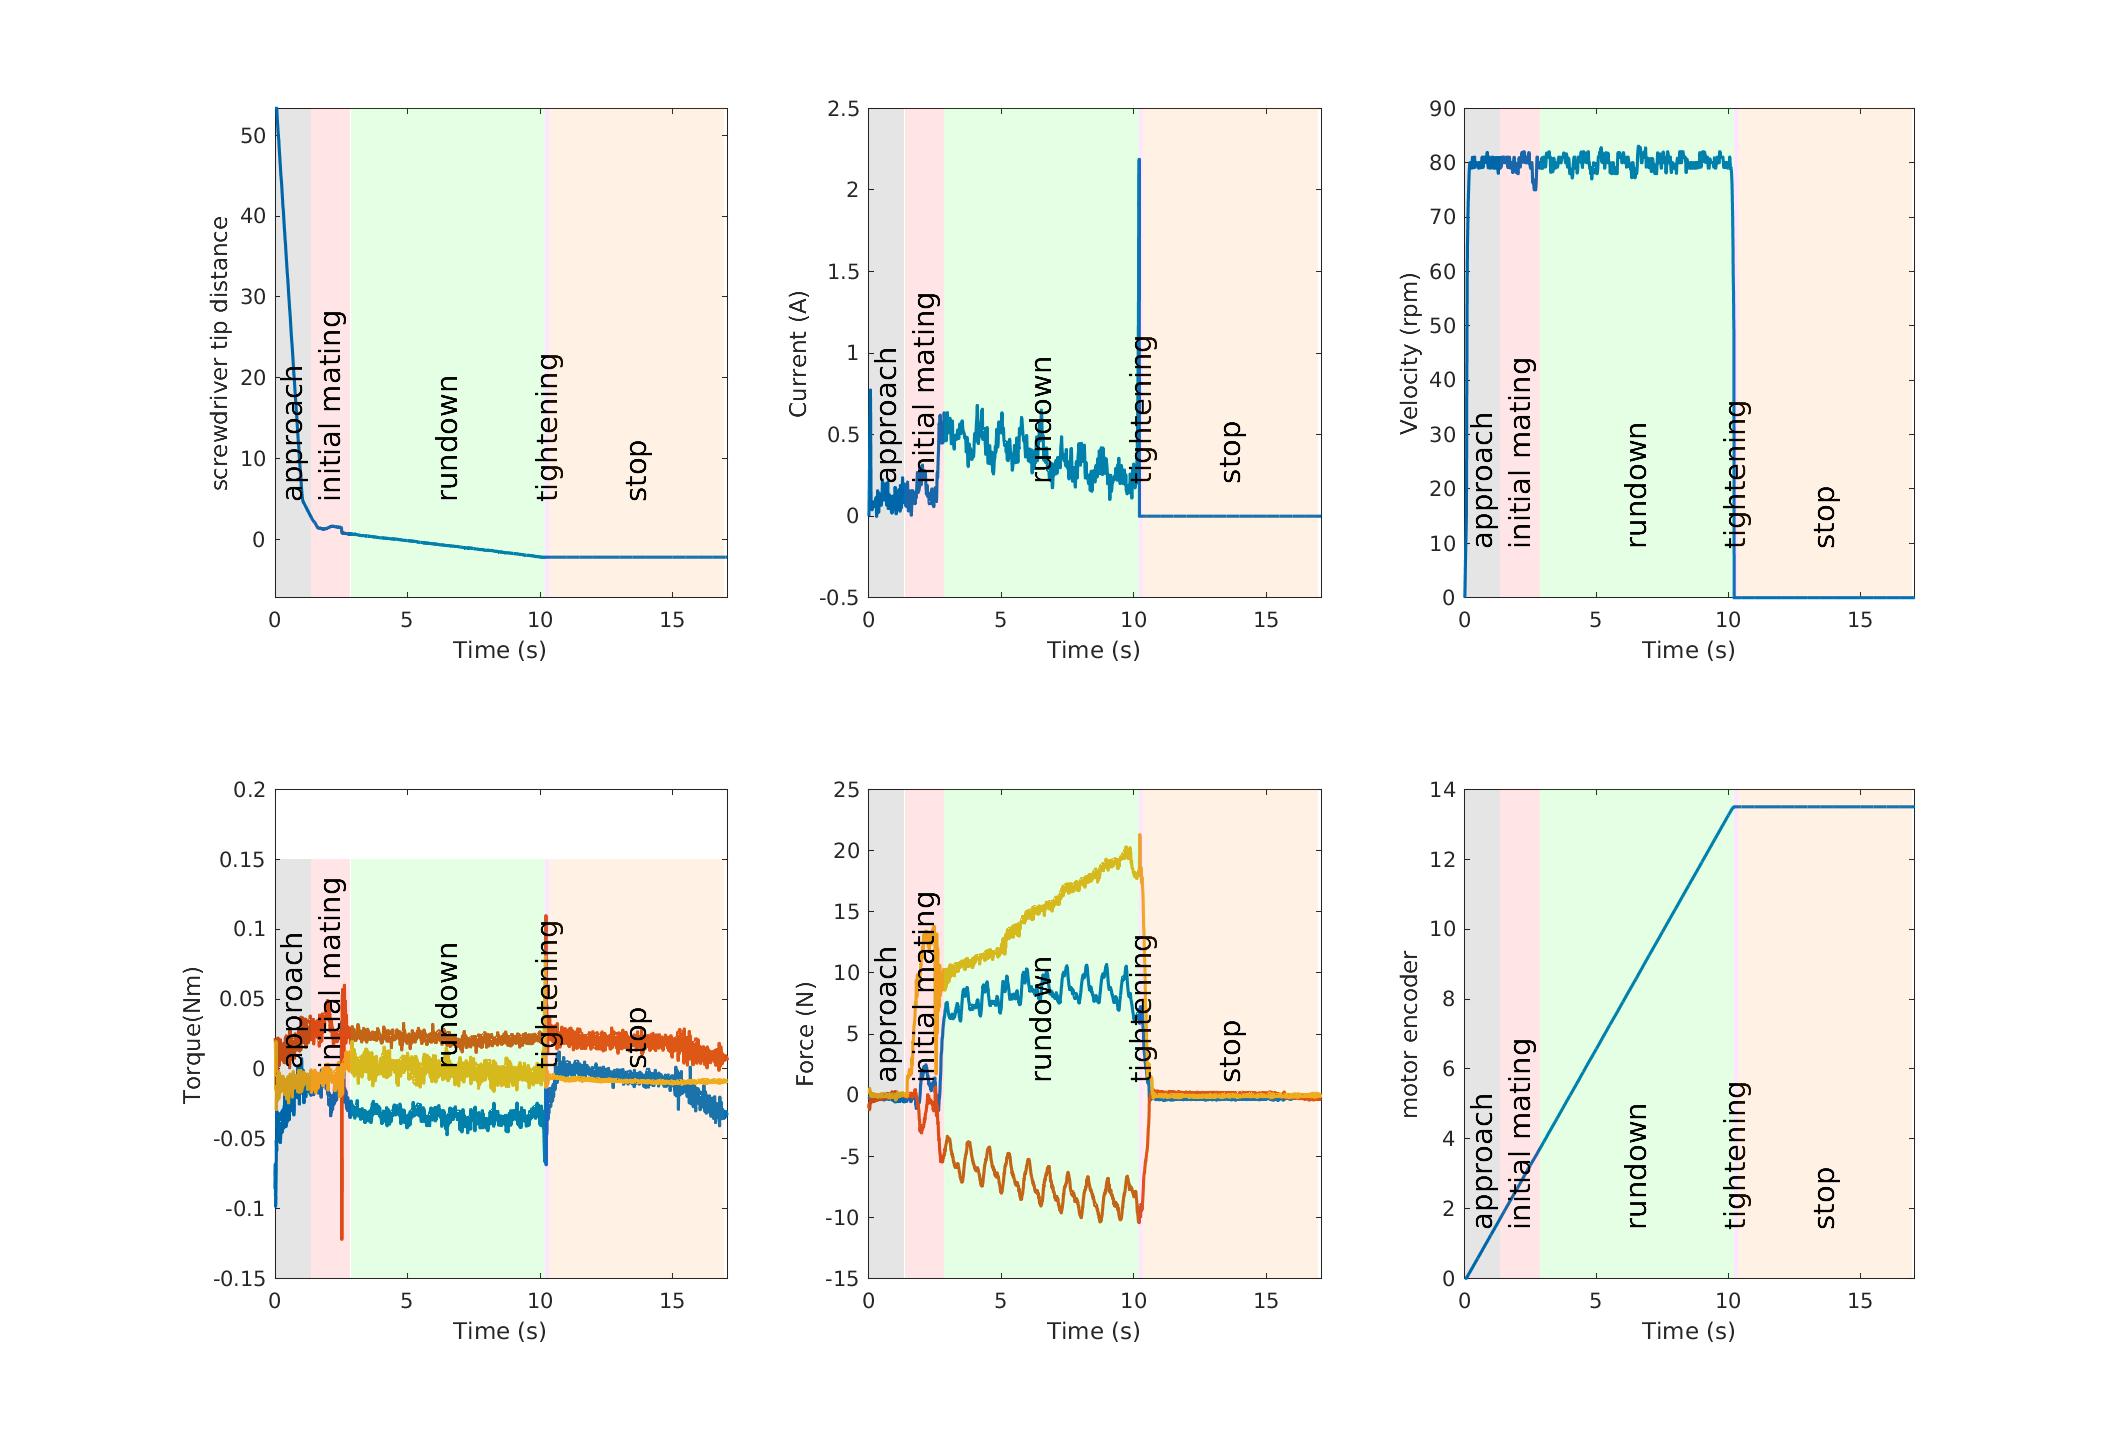 screwdriver tip distance
50
40
30
20
10
0
approach
initial mating
rundown
tightening
stop
0 5 10 15
Time (s)
Current (A)
2.5
2
1.5
1
0.5
0
-0.5
approach
initial mating
rundown
tightening
stop
0 5 10 15
Time (s)
Velocity (rpm)
90
80
70
60
50
40
30
20
10
0
approach
initial mating
rundown
tightening
stop
0 5 10 15
Time (s)
Torque(Nm)
0.2
0.15
0.1
0.05
0
-0.05
-0.1
-0.15
approach
initial mating
rundown
tightening
stop
0 5 10 15
Time (s)
Force (N)
25
20
15
10
5
0
-5
-10
-15
approach
initial mating
rundown
tightening
stop
0 5 10 15
Time (s)
motor encoder
14
12
10
8
6
4
2
0
approach
initial mating
rundown
tightening
stop
0 5 10 15
Time (s)